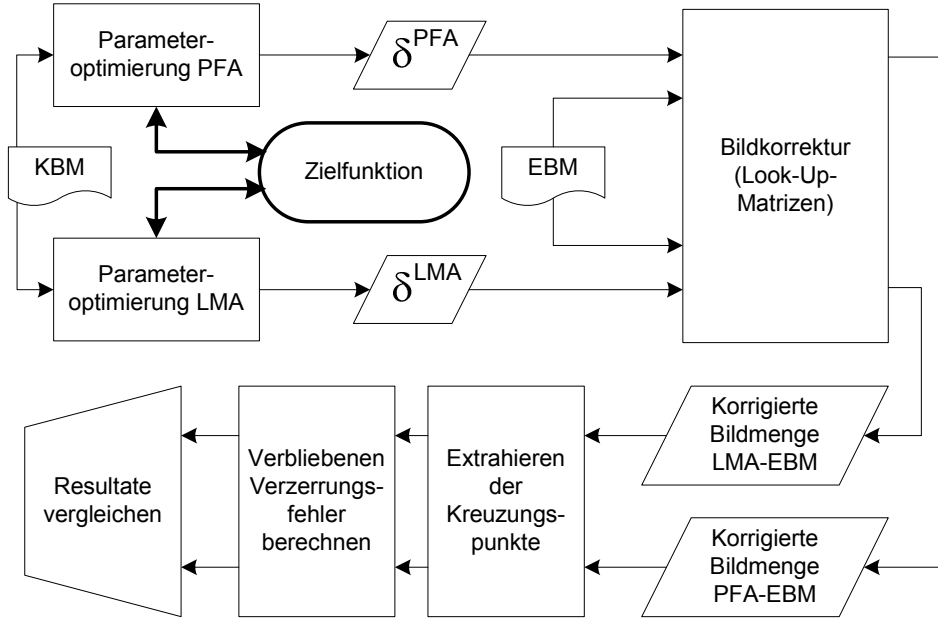 Parameter-
optimierung PFA
δ^PFA
KBM
Zielfunktion
EBM
Bildkorrektur
(Look-Up-
Matrizen)
Parameter-
optimierung LMA
δ^LMA
Resultate
vergleichen
Verbliebenen
Verzerrungs-
fehler
berechnen
Extrahieren
der
Kreuzungs-
punkte
Korrigierte
Bildmenge
LMA-EBM
Korrigierte
Bildmenge
PFA-EBM